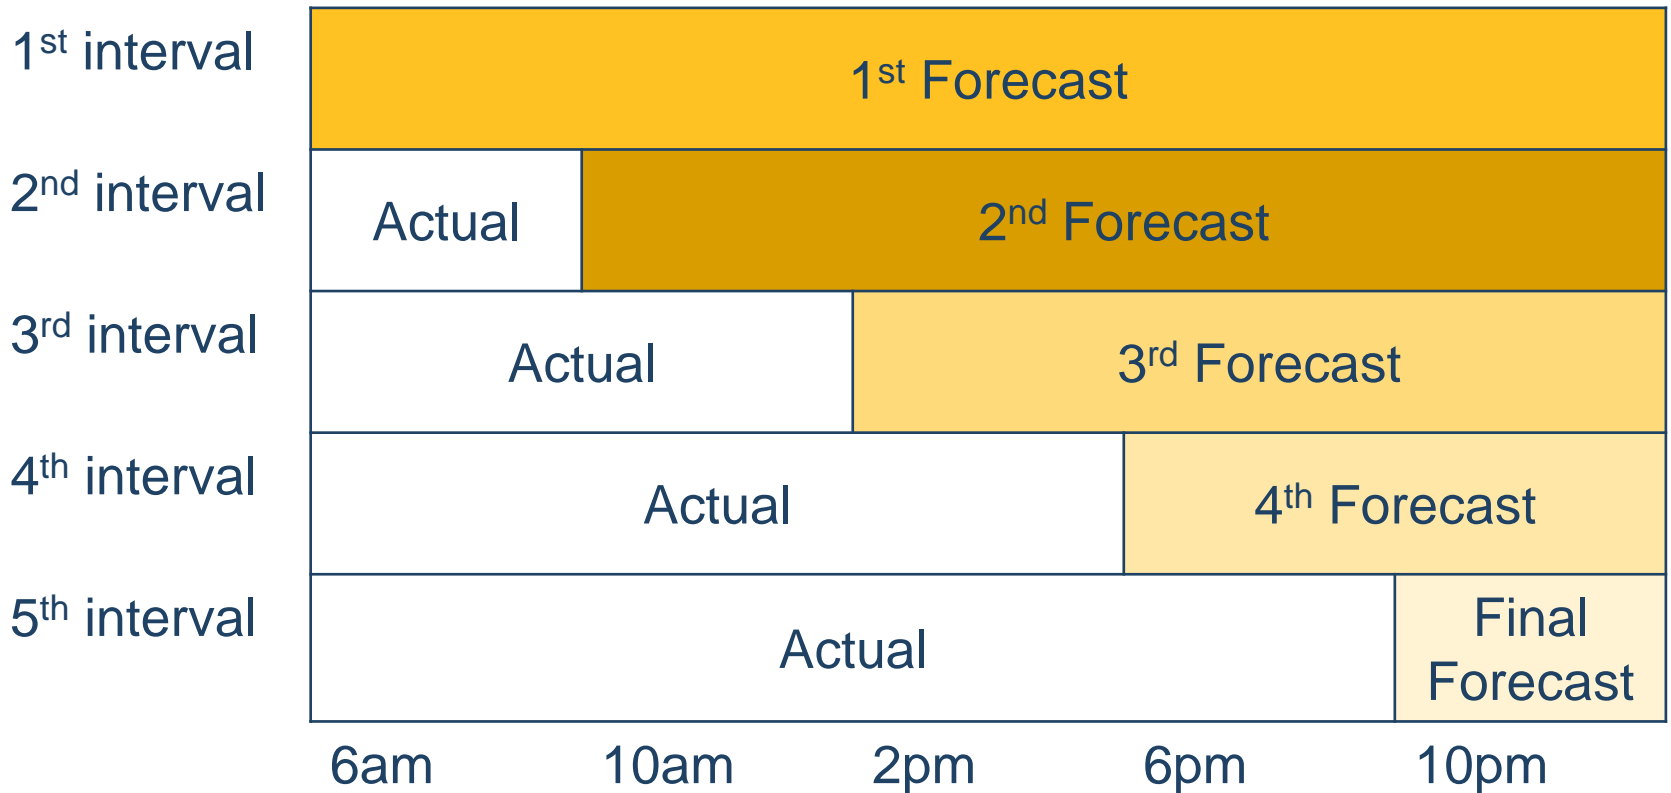 1st interval
1st Forecast
2nd interval
Actual
2nd Forecast
3rd interval
Actual
3rd Forecast
4th interval
Actual
4th Forecast
5th interval
Actual
Final
Forecast
6am 10am 2pm 6pm 10pm